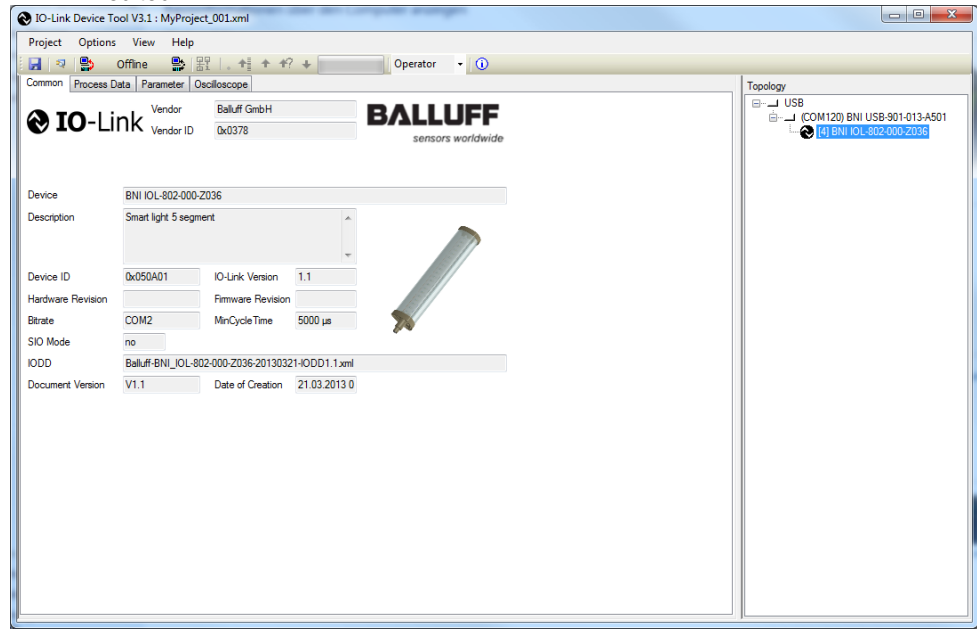 IO-Link Device Tool V3.1 : MyProject_001.xml
Project Options View Help
Offline Operator
Common Process Data Parameter Oscilloscope
Topology
IO-Link
Vendor Balluff GmbH
Vendor ID 0x0378
BALLUFF
sensors worldwide
USB
(COM120) BNI USB-901-013-A501
[4] BNI IOL-802-000-Z036
Device BNI IOL-802-000-Z036
Description Smart light 5 segment
Device ID 0x050A01 IO-Link Version 1.1
Hardware Revision Firmware Revision
Bitrate COM2 MinCycleTime 5000 µs
SIO Mode no
IODD Balluff-BNI_IOL-802-000-Z036-20130321-IODD1.1.xml
Document Version V1.1 Date of Creation 21.03.2013 0